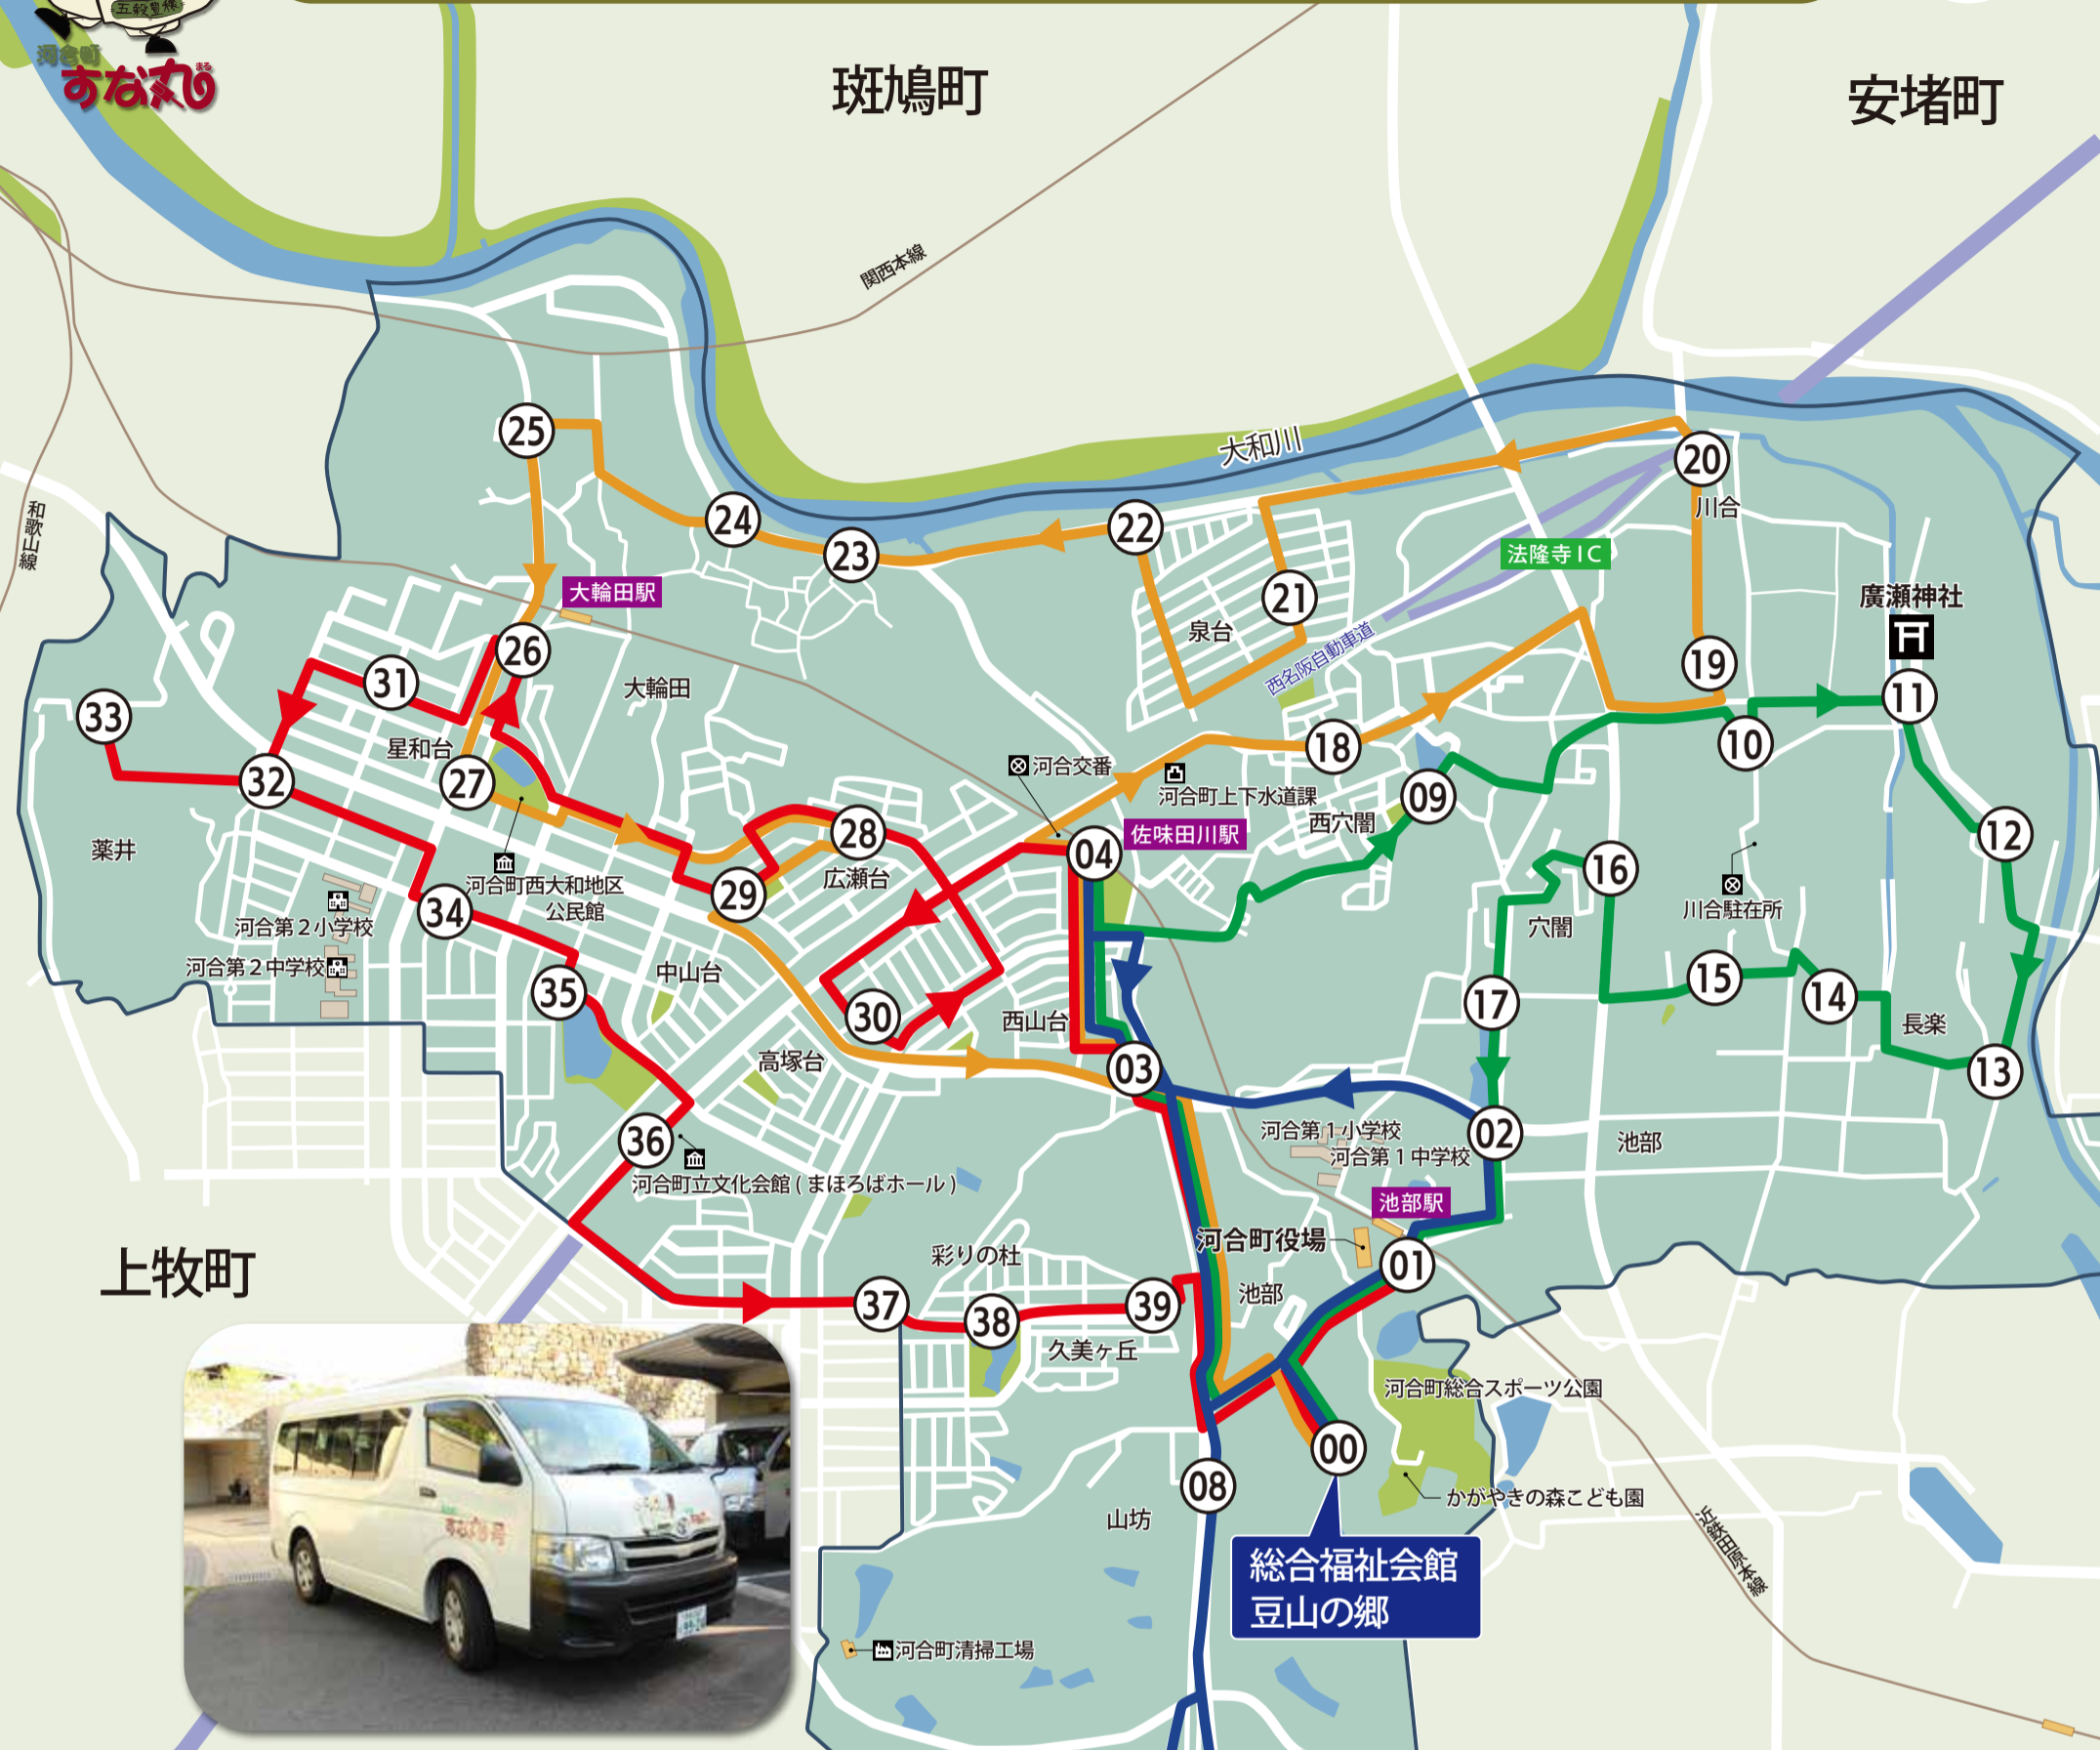 五穀豊穣
河合町
すな丸
まる
斑鳩町
安堵町
関西本線
大和川
25
24
23
22
20
川合
法隆寺IC
和歌山線
大輪田駅
21
泉台
西名阪自動車道
廣瀬神社
26
31
大輪田
19
11
33
星和台
18
10
32
27
河合交番
河合町上下水道課
09
薬井
28
佐味田川駅
西穴闇
12
04
河合町西大和地区
公民館
29
広瀬台
16
川合駐在所
34
河合第2小学校
穴闇
河合第2中学校
中山台
15
35
30
西山台
17
14
長楽
高塚台
03
13
36
河合第1小学校
河合第1中学校
02
池部
河合町立文化会館(まほろばホール)
池部駅
河合町役場
上牧町
彩りの杜
01
池部
37
38
39
久美ヶ丘
河合町総合スポーツ公園
00
08
かがやきの森こども園
山坊
近鉄田原本線
総合福祉会館
豆山の郷
すな丸号
河合町清掃工場